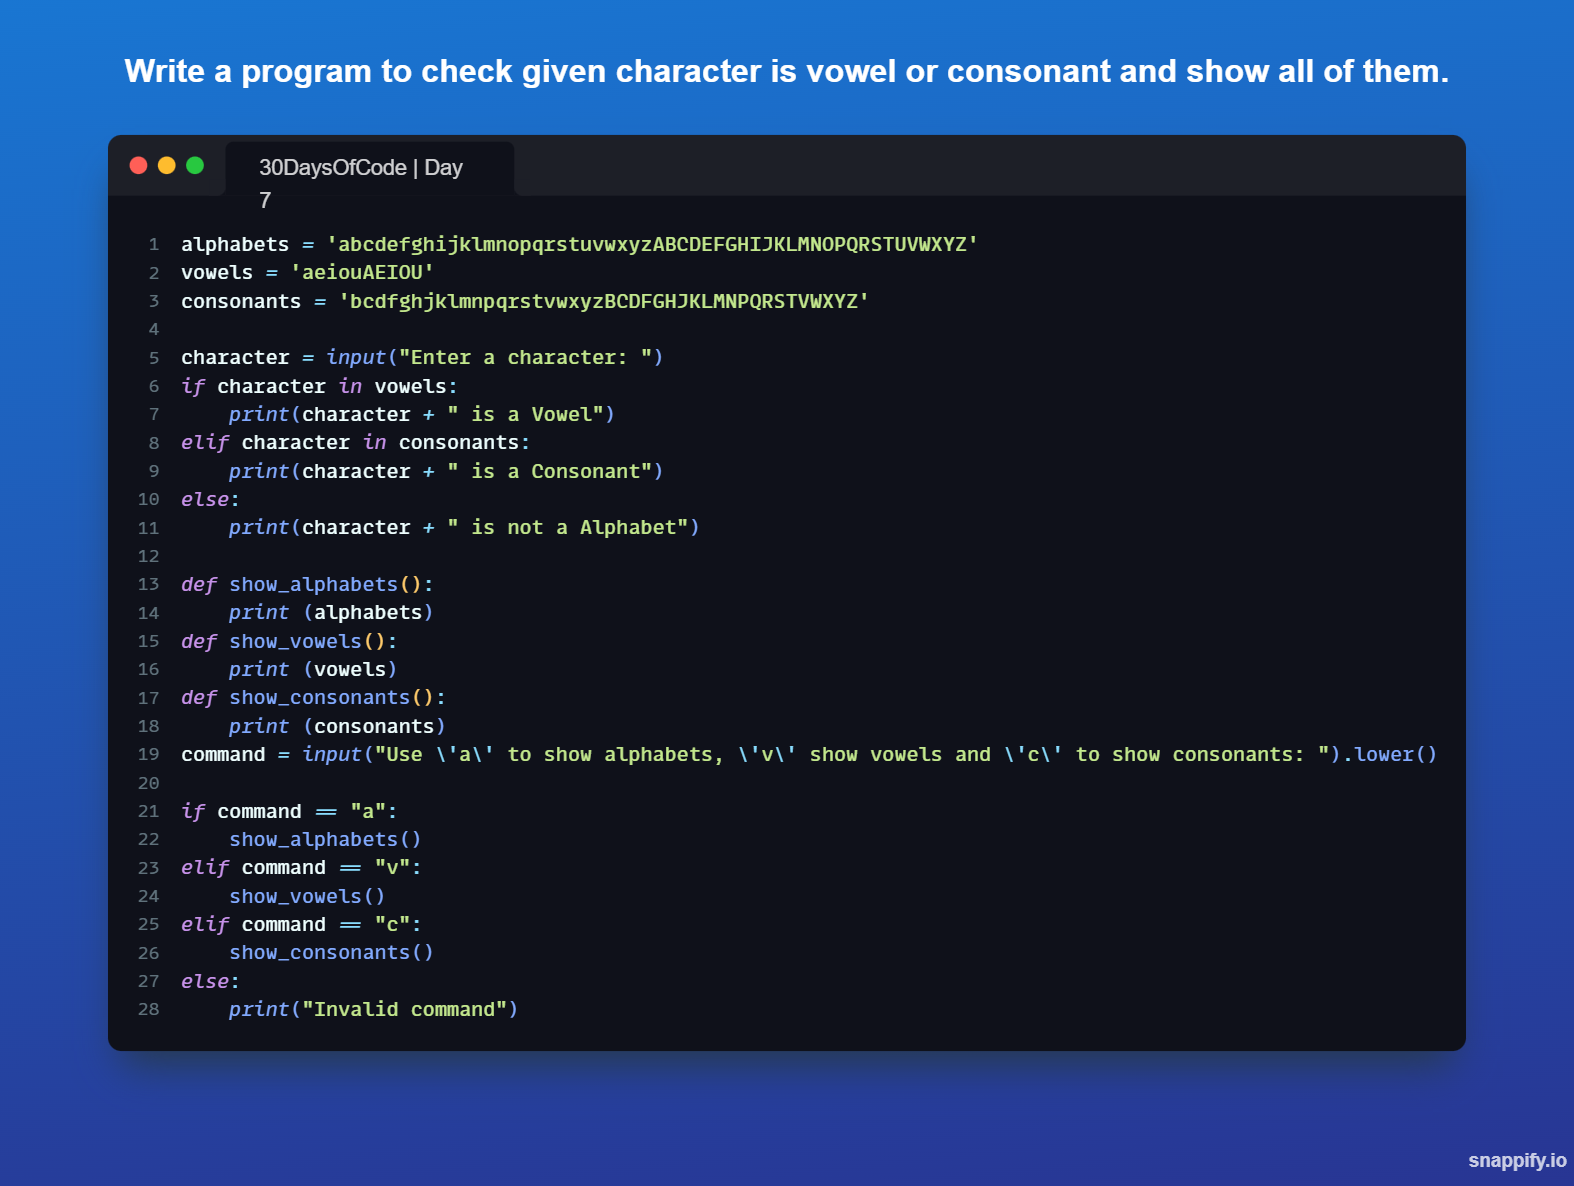 Write a program to check given character is vowel or consonant and show all of them.
30DaysOfCode | Day
7
1 alphabets = 'abcdefghijklmnopqrstuvwxyzABCDEFGHIJKLMNOPQRSTUVWXYZ'
2 vowels = 'aeiouAEIOU'
3 consonants = 'bcdfghjklmnpqrstvwxyzBCDFGHJKLMNPQRSTVWXYZ'
4
5 character = input("Enter a character: ")
6 if character in vowels:
7     print(character + " is a Vowel")
8 elif character in consonants:
9     print(character + " is a Consonant")
10 else:
11     print(character + " is not a Alphabet")
12
13 def show_alphabets():
14     print (alphabets)
15 def show_vowels():
16     print (vowels)
17 def show_consonants():
18     print (consonants)
19 command = input("Use \'a\' to show alphabets, \'v\' show vowels and \'c\' to show consonants: ").lower()
20
21 if command == "a":
22     show_alphabets()
23 elif command == "v":
24     show_vowels()
25 elif command == "c":
26     show_consonants()
27 else:
28     print("Invalid command")
snappify.io